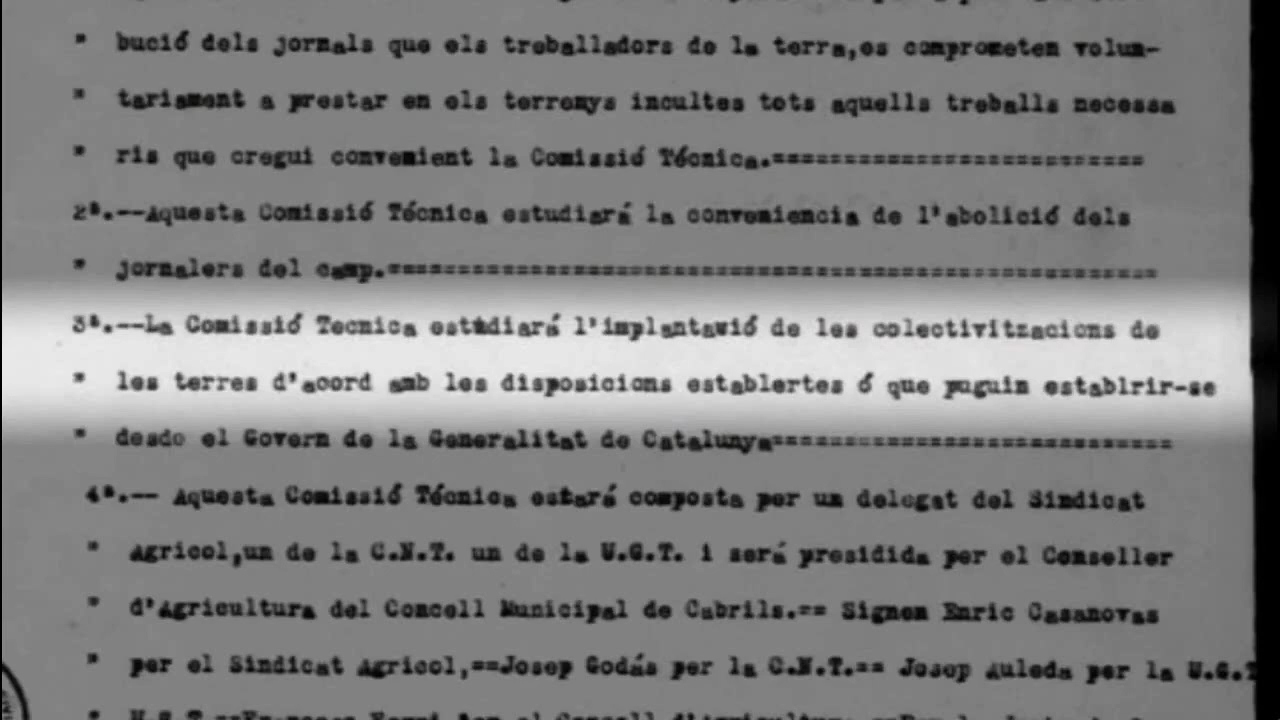 " bució dels jornals que els treballadors de la terra,es comprometen volun-
" tariament a prestar en els terrenys incultes tots aquells treballs necessa
" ris que cregui convenient la Comissió Técnica.==========================
2ª.--Aquesta Comissió Técnica estudiará la conveniencia de l'abolició dels
" jornalers del camp.======================================================
3ª.--La Comissió Tecnica estudiará l'implantavió de les colectivitzacions de
" les terres d'acord amb les disposicions establertes ó que puguin establrir-se
" desde el Govern de la Generalitat de Catalunya============================
4ª.-- Aquesta Comissió Técnica estará composta per un delegat del Sindicat
" Agricol,un de la C.N.T. un de la U.G.T. i será presidida per el Conseller
" d'Agricultura del Concell Municipal de Cabrils.== Signen Enric Casanovas
" per el Sindicat Agricol,==Josep Godás per la C.N.T.== Josep Auleda per la U.G.T